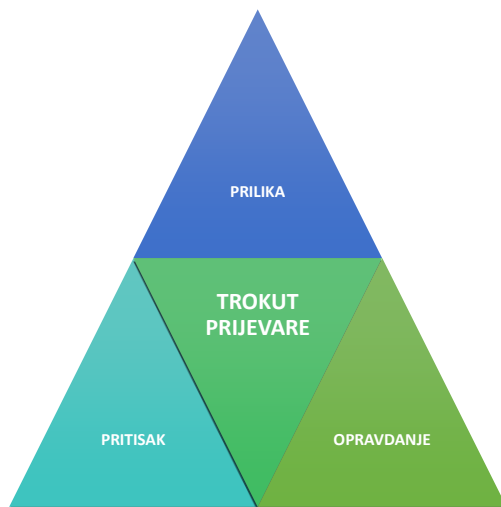 PRILIKA
TROKUT
PRIJEVARE
PRITISAK
OPRAVDANJE